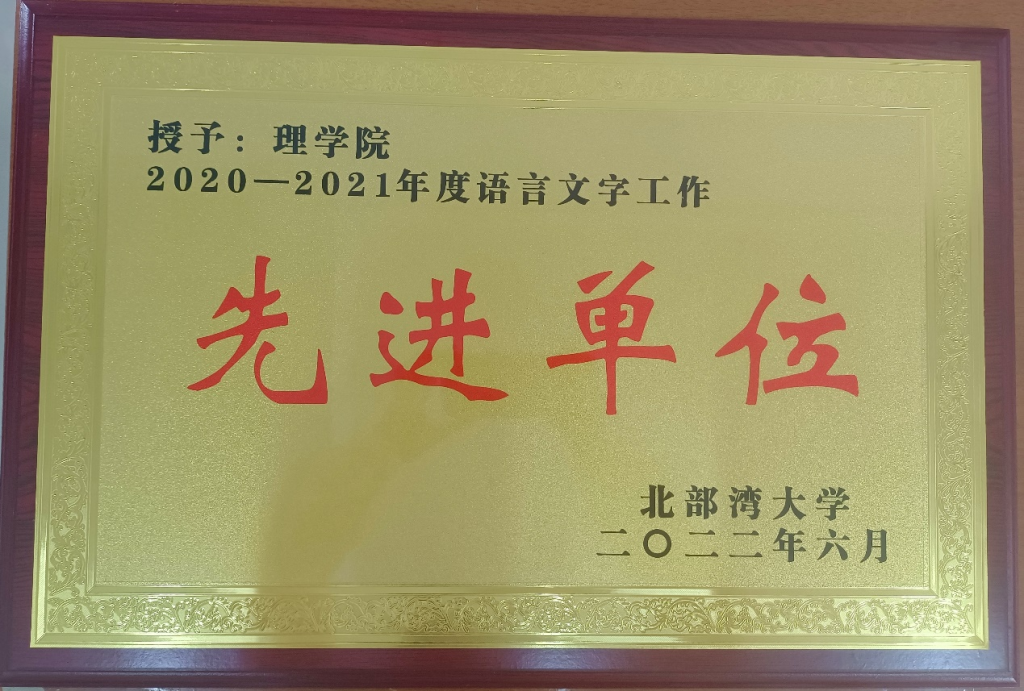 授予：理学院
2020—2021年度语言文字工作
先进单位
北部湾大学
二〇二二年六月